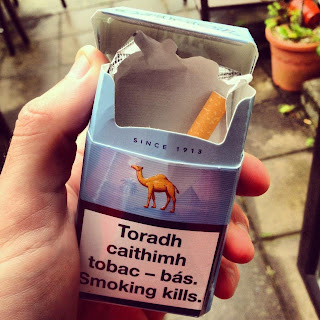 SINCE 1913
Toradh
caithimh
tobac – bás.
Smoking kills.